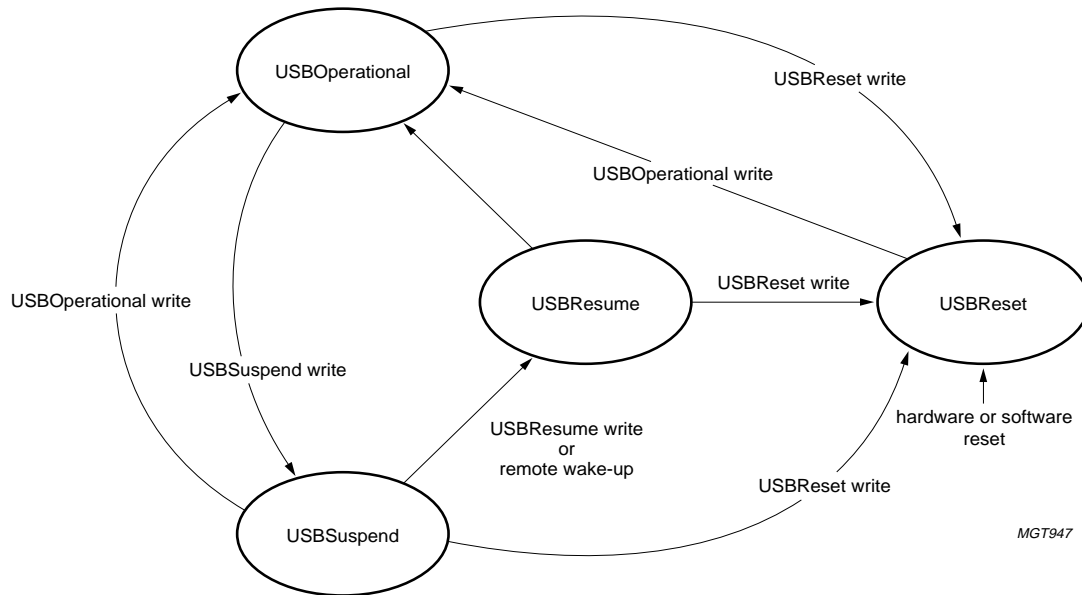 USBOperational
USBReset write
USBOperational write
USBResume
USBReset write
USBReset
USBOperational write
USBSuspend write
hardware or software
reset
USBResume write
or
remote wake-up
USBReset write
USBSuspend
MGT947